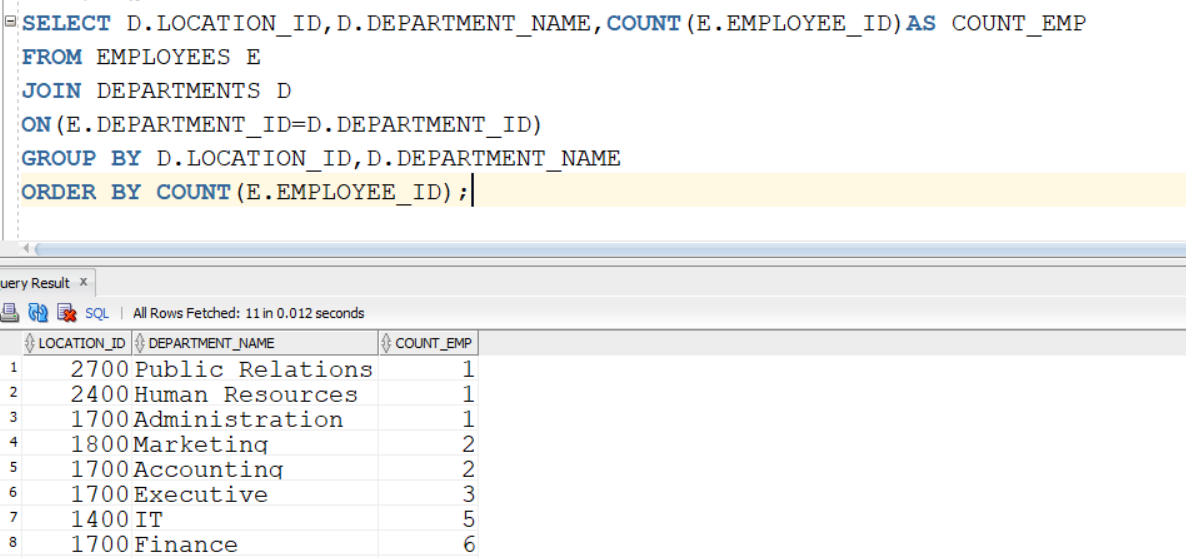 SELECT D.LOCATION_ID,D.DEPARTMENT_NAME,COUNT(E.EMPLOYEE_ID)AS COUNT_EMP
FROM EMPLOYEES E
JOIN DEPARTMENTS D
ON(E.DEPARTMENT_ID=D.DEPARTMENT_ID)
GROUP BY D.LOCATION_ID,D.DEPARTMENT_NAME
ORDER BY COUNT(E.EMPLOYEE_ID);
uery Result x
SQL | All Rows Fetched: 11 in 0.012 seconds
LOCATION_ID DEPARTMENT_NAME COUNT_EMP
1 2700 Public Relations 1
2 2400 Human Resources 1
3 1700 Administration 1
4 1800 Marketing 2
5 1700 Accounting 2
6 1700 Executive 3
7 1400 IT 5
8 1700 Finance 6